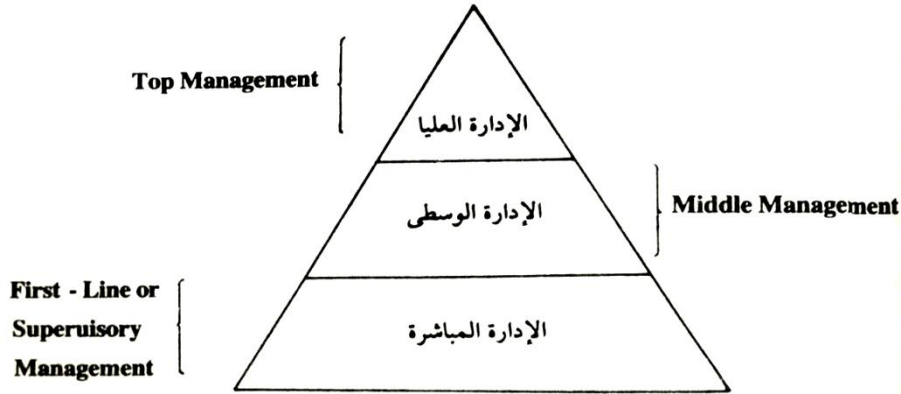 Top Management
الإدارة العليا
الإدارة الوسطى
Middle Management
First - Line or
Superuisory
Management
الإدارة المباشرة